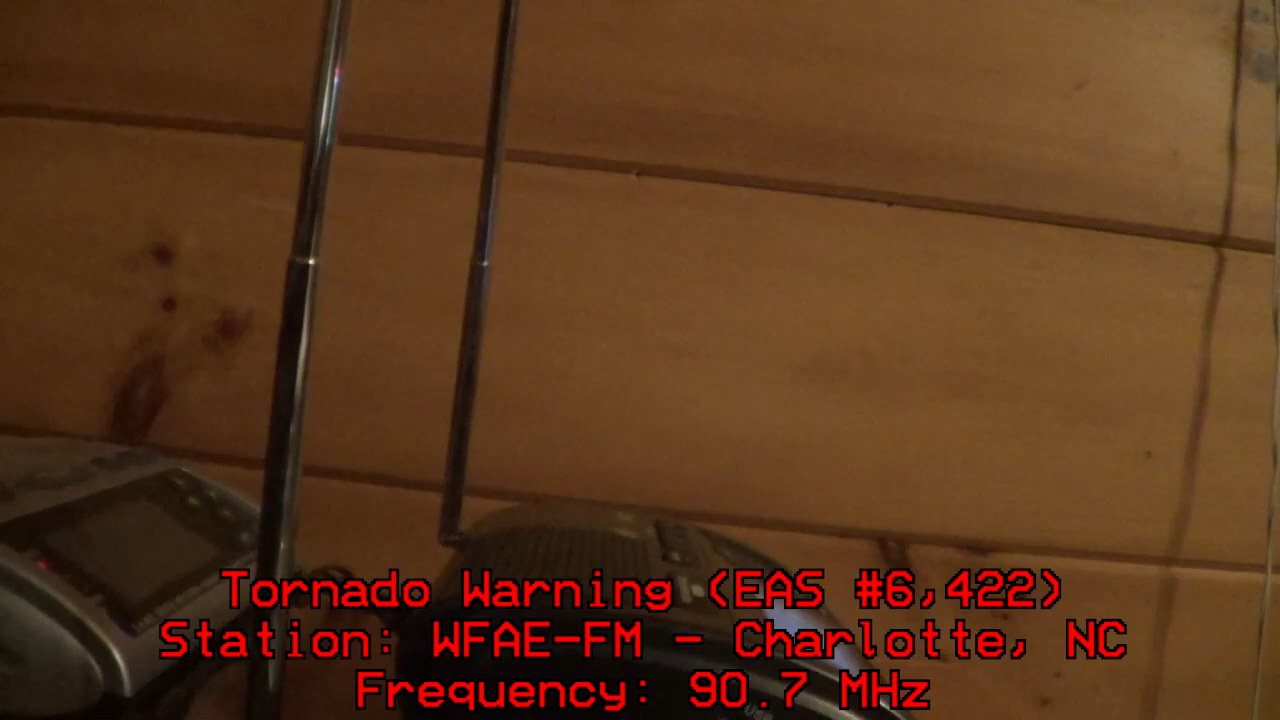 Tornado Warning (EAS #6,422)
Station: WFAE-FM - Charlotte, NC
Frequency: 90.7 MHz